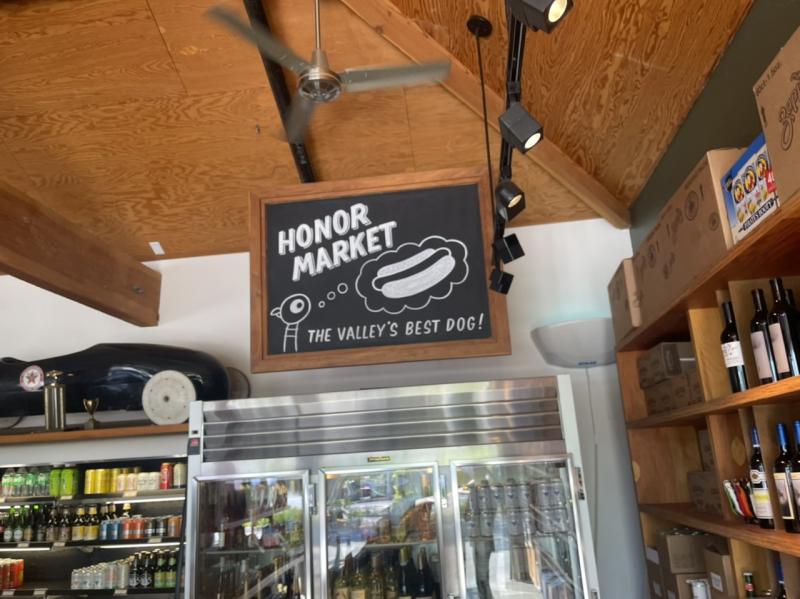 HONOR
MARKET
THE VALLEY'S BEST DOG!